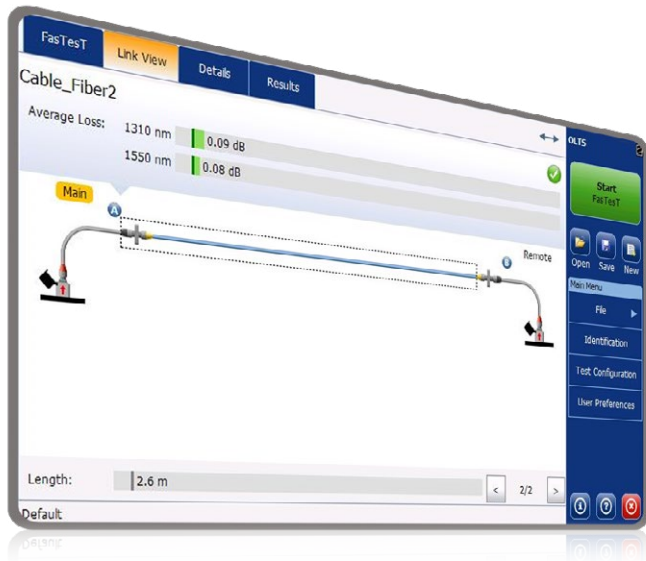 FasTesT
Link View
Details
Results
Cable_Fiber2
Average Loss:
1310 nm
0.09 dB
1550 nm
0.08 dB
Main
A
B
Remote
Length:
2.6 m
<
2/2
>
Default
OLTS
Start
FasTesT
Open
Save
New
Main Menu
File
Identification
Test Configuration
User Preferences